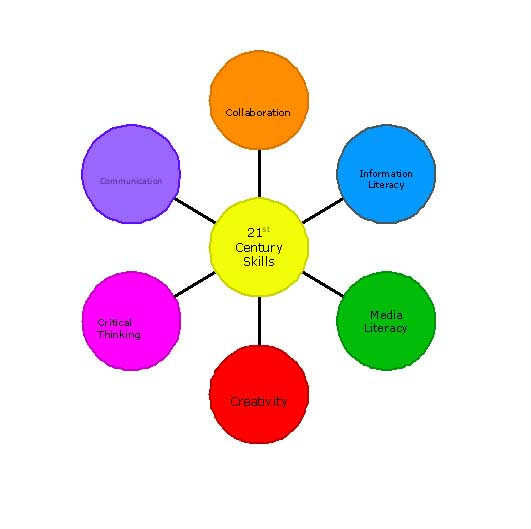 Collaboration
Communication
Information
Literacy
21st
Century
Skills
Critical
Thinking
Media
Literacy
Creativity